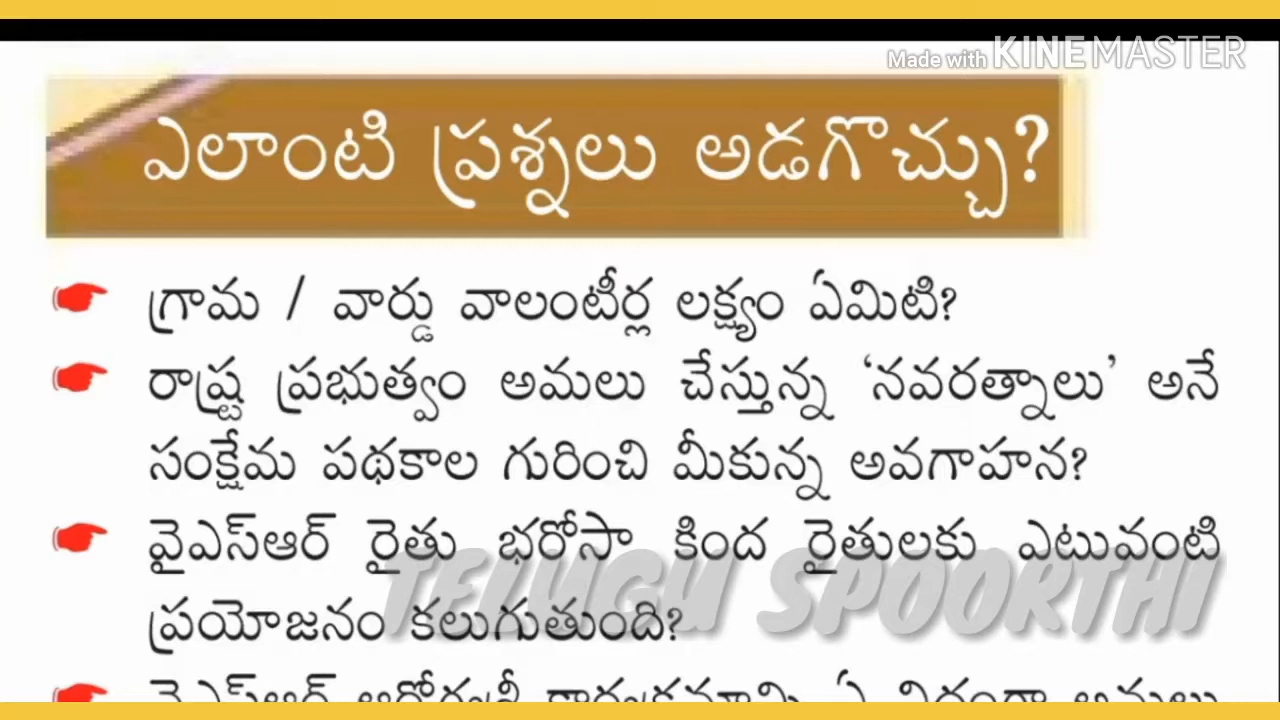 Made with KINEMASTER
ఎలాంటి ప్రశ్నలు అడగొచ్చు?
గ్రామ / వార్డు వాలంటీర్ల లక్ష్యం ఏమిటి?
రాష్ట్ర ప్రభుత్వం అమలు చేస్తున్న ‘నవరత్నాలు’ అనే
సంక్షేమ పథకాల గురించి మీకున్న అవగాహన?
వైఎస్ఆర్ రైతు భరోసా కింద రైతులకు ఎటువంటి
TELUGU SPOORTHI
ప్రయోజనం కలుగుతుంది?